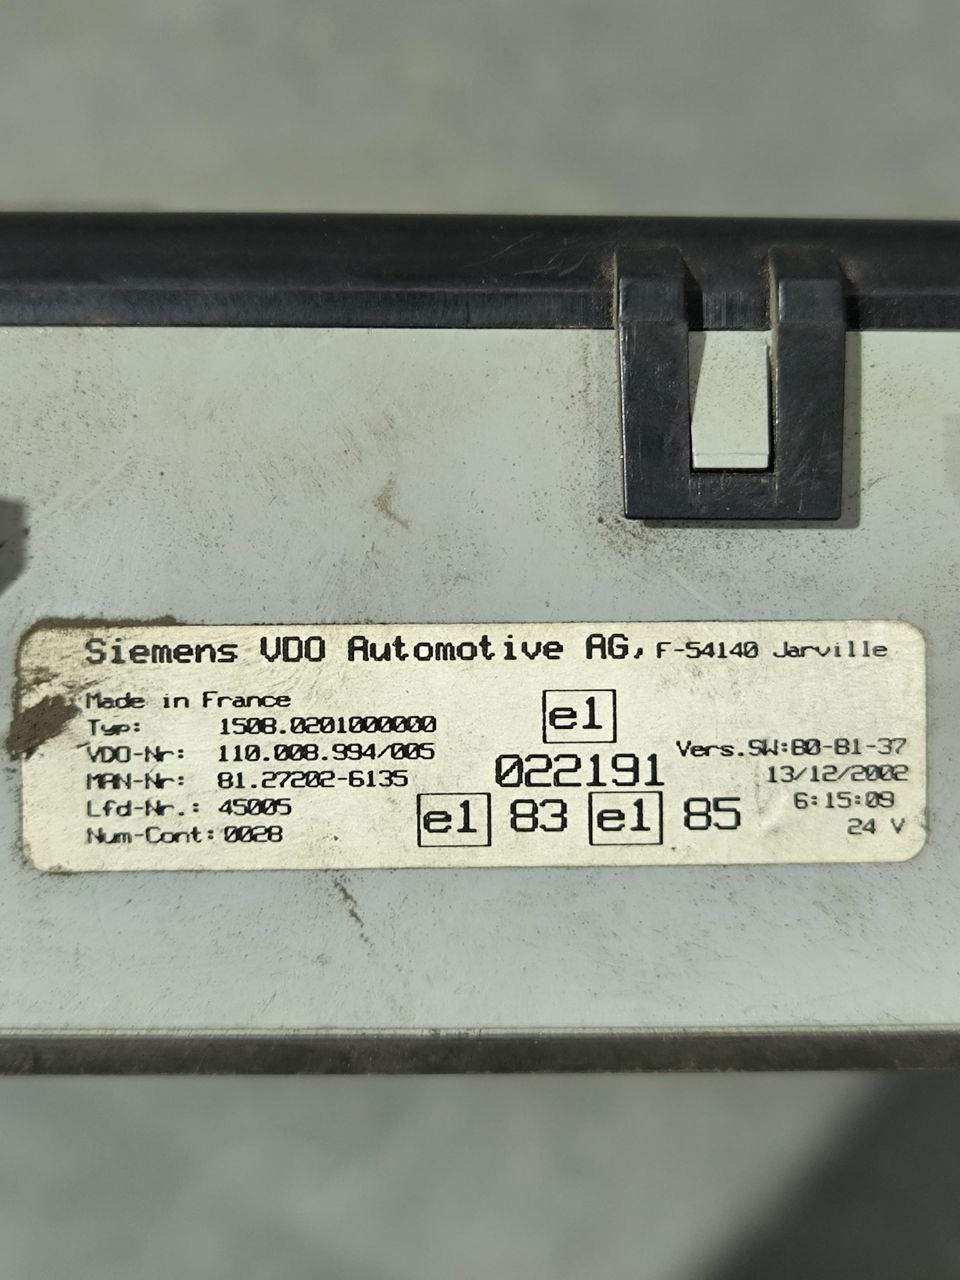 Siemens VDO Automotive AG, F-54140 Jarville
Made in France
Typ: 1508.0201000000
VDO-Nr: 110.008.994/005
MAN-Nr: 81.27202-6135
Lfd-Nr.: 45005
Num-Cont: 0028
e1
022191
e1 83 e1 85
Vers.SW:80-81-37
13/12/2002
6:15:09
24 V